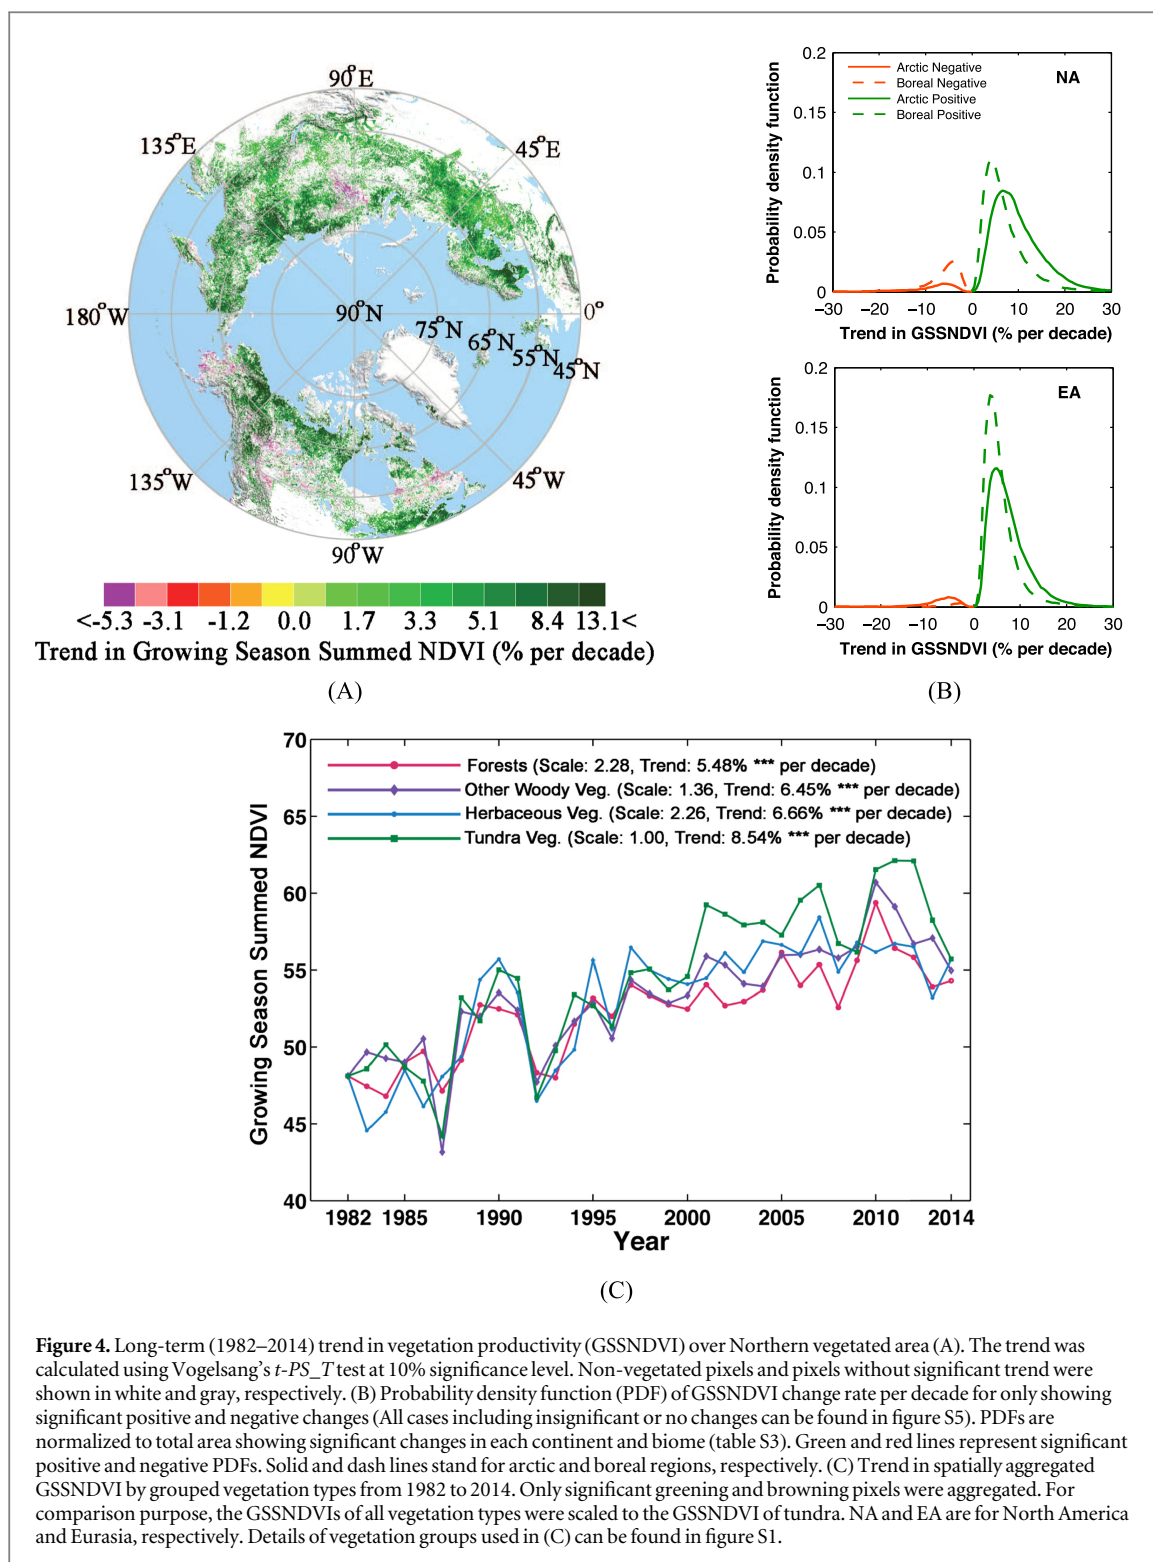 90°E
135°E
45°E
180°W
90°N
0°
75°N
65°N
55°N
45°N
135°W
45°W
90°W
<-5.3 -3.1 -1.2 0.0 1.7 3.3 5.1 8.4 13.1<
Trend in Growing Season Summed NDVI (% per decade)
(A)
0.2
0.15
0.1
0.05
0
Probability density function
Arctic Negative
Boreal Negative
Arctic Positive
Boreal Positive
NA
−30 −20 −10 0 10 20 30
Trend in GSSNDVI (% per decade)
0.2
0.15
0.1
0.05
0
Probability density function
EA
−30 −20 −10 0 10 20 30
Trend in GSSNDVI (% per decade)
(B)
70
65
60
55
50
45
40
Growing Season Summed NDVI
Forests (Scale: 2.28, Trend: 5.48% *** per decade)
Other Woody Veg. (Scale: 1.36, Trend: 6.45% *** per decade)
Herbaceous Veg. (Scale: 2.26, Trend: 6.66% *** per decade)
Tundra Veg. (Scale: 1.00, Trend: 8.54% *** per decade)
1982 1985 1990 1995 2000 2005 2010 2014
Year
(C)
Figure 4. Long-term (1982–2014) trend in vegetation productivity (GSSNDVI) over Northern vegetated area (A). The trend was
calculated using Vogelsang's t-PS_T test at 10% significance level. Non-vegetated pixels and pixels without significant trend were
shown in white and gray, respectively. (B) Probability density function (PDF) of GSSNDVI change rate per decade for only showing
significant positive and negative changes (All cases including insignificant or no changes can be found in figure S5). PDFs are
normalized to total area showing significant changes in each continent and biome (table S3). Green and red lines represent significant
positive and negative PDFs. Solid and dash lines stand for arctic and boreal regions, respectively. (C) Trend in spatially aggregated
GSSNDVI by grouped vegetation types from 1982 to 2014. Only significant greening and browning pixels were aggregated. For
comparison purpose, the GSSNDVIs of all vegetation types were scaled to the GSSNDVI of tundra. NA and EA are for North America
and Eurasia, respectively. Details of vegetation groups used in (C) can be found in figure S1.